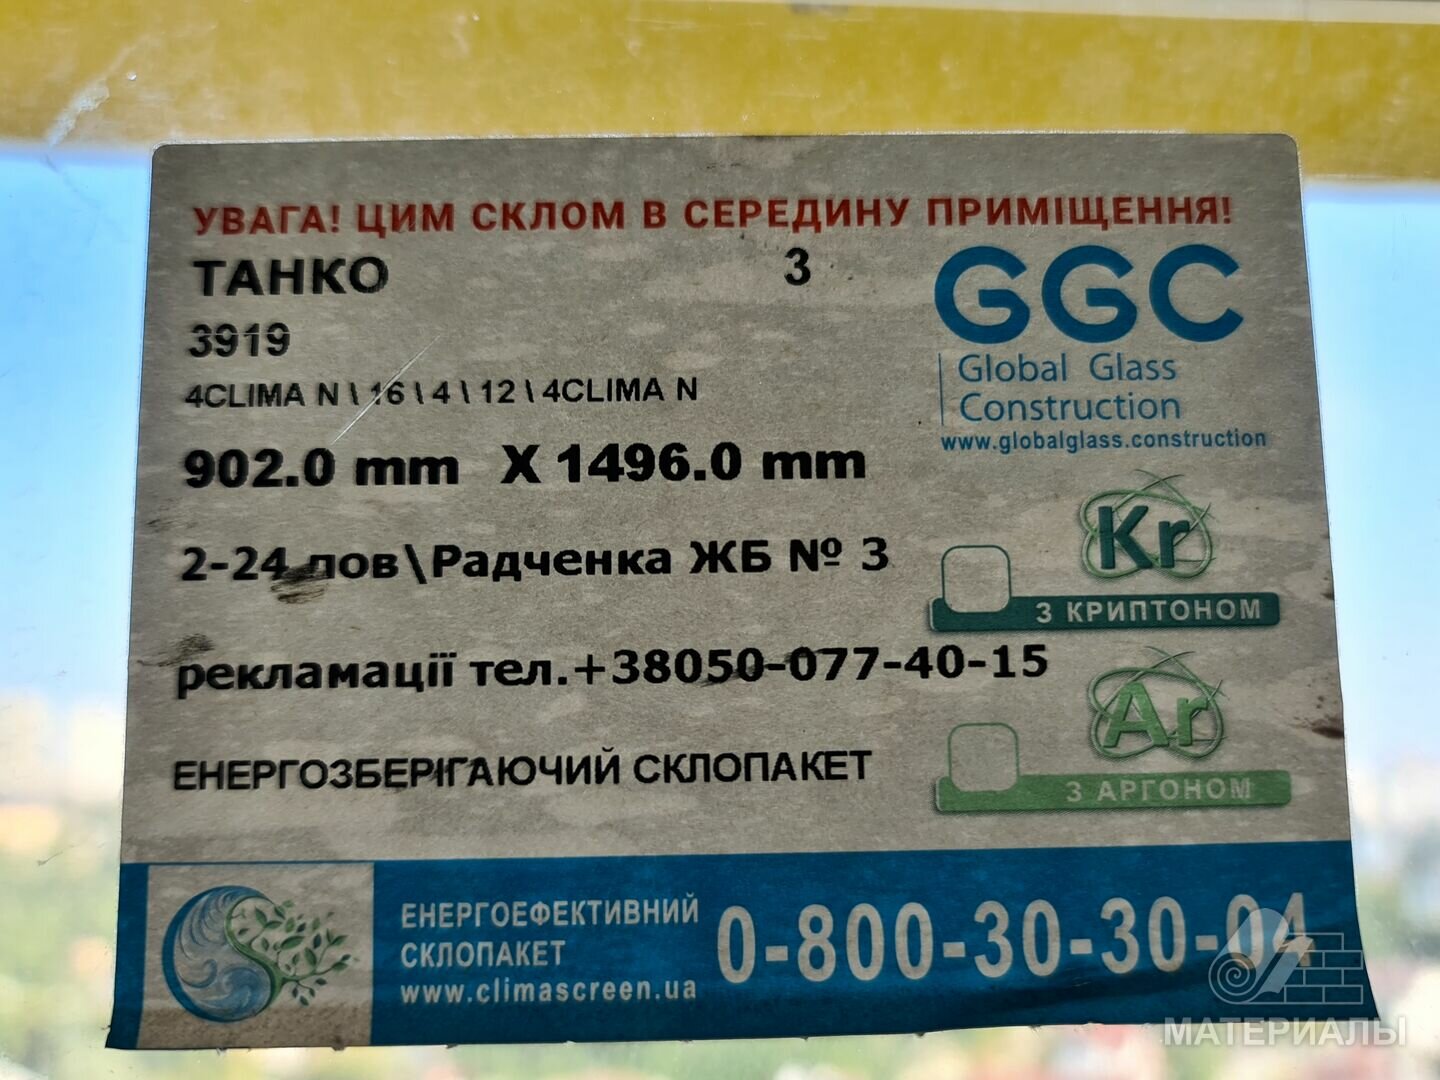 УВАГА! ЦИМ СКЛОМ В СЕРЕДИНУ ПРИМІЩЕННЯ!
ТАНКО 3
3919
4CLIMA N \ 16 \ 4 \ 12 \ 4CLIMA N
902.0 mm X 1496.0 mm
2-24 пов\Радченка ЖБ № 3
рекламації тел.+38050-077-40-15
ЕНЕРГОЗБЕРІГАЮЧИЙ СКЛОПАКЕТ
GGC
Global Glass
Construction
www.globalglass.construction
Kr
З КРИПТОНОМ
Ar
З АРГОНОМ
ЕНЕРГОЕФЕКТИВНИЙ
СКЛОПАКЕТ
www.climascreen.ua
0-800-30-30-04
МАТЕРИАЛЫ